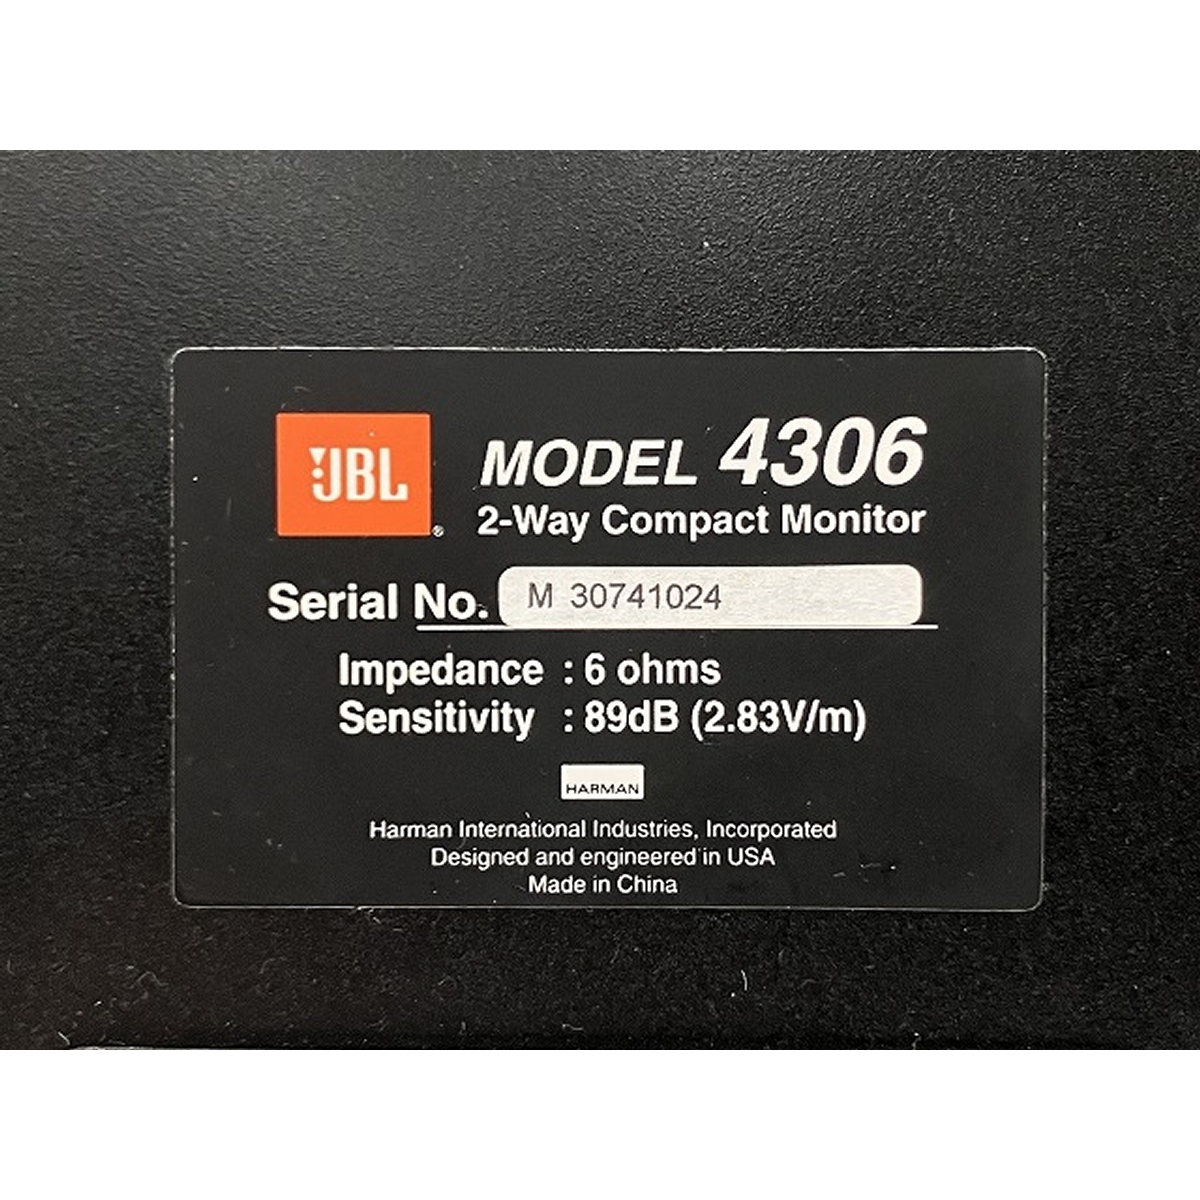 JBL®
MODEL 4306
2-Way Compact Monitor
Serial No. M 30741024
Impedance : 6 ohms
Sensitivity : 89dB (2.83V/m)
HARMAN
Harman International Industries, Incorporated
Designed and engineered in USA
Made in China